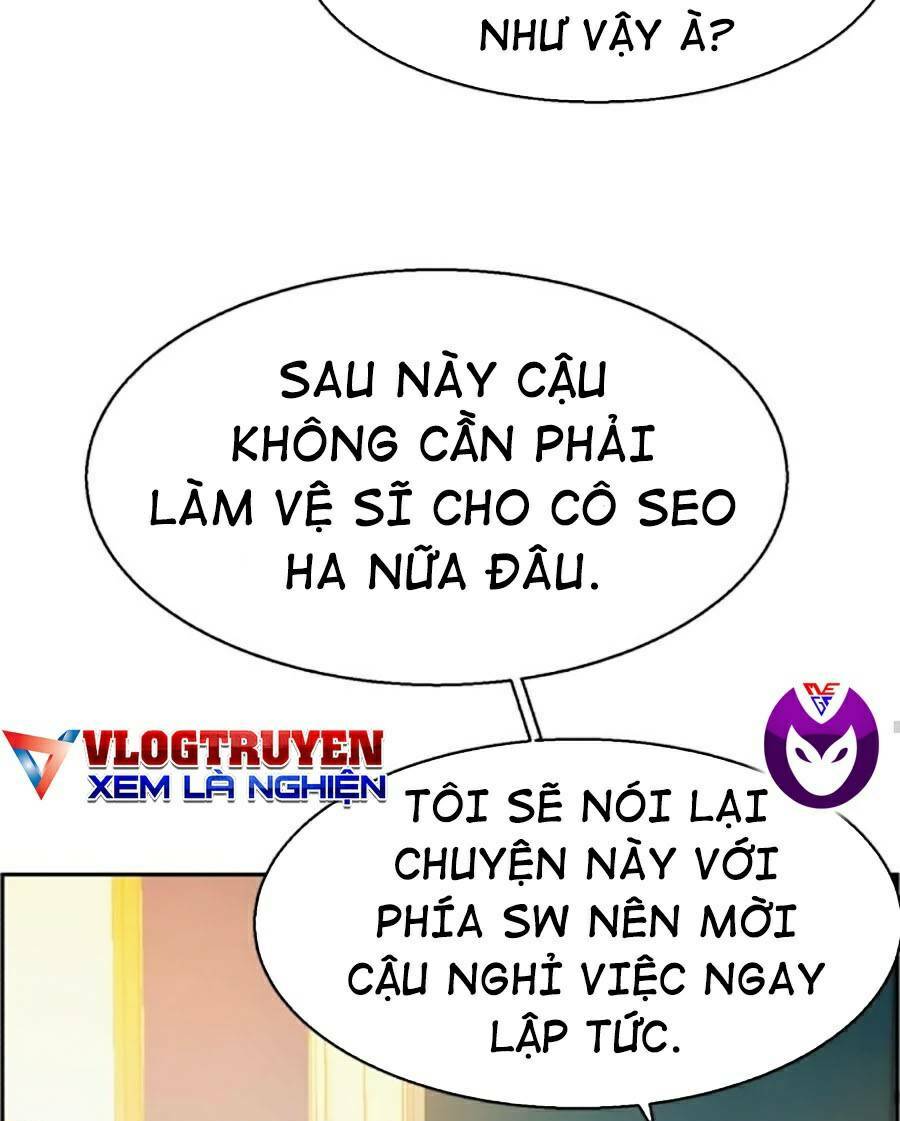 NHƯ VẬY À?
SAU NÀY CẬU
KHÔNG CẦN PHẢI
LÀM VỆ SĨ CHO CÔ SEO
HA NỮA ĐÂU.
MEGE
VLOGTRUYEN
XEM LÀ NGHIỆN
TÔI SẼ NÓI LẠI
CHUYỆN NÀY VỚI
PHÍA SW NÊN MỜI
CẬU NGHỈ VIỆC NGAY
LẬP TỨC.